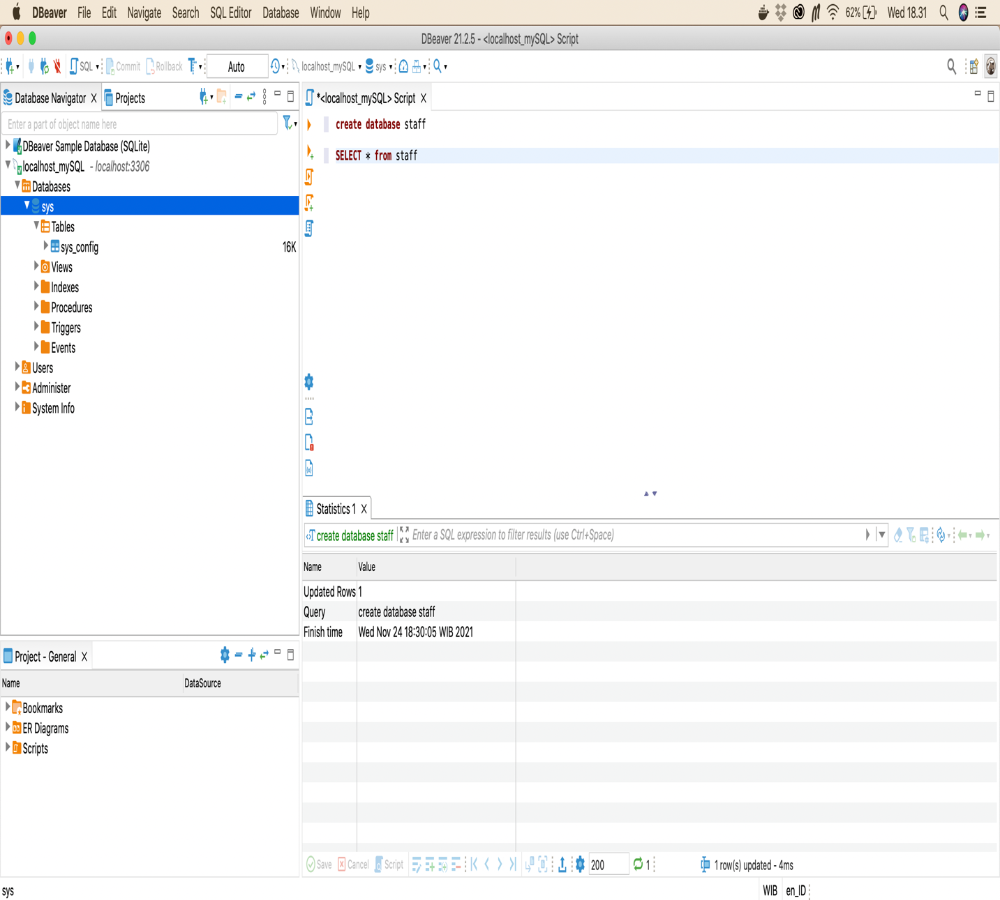 DBeaver File Edit Navigate Search SQL Editor Database Window Help 62% Wed 18.31
DBeaver 21.2.5 - <localhost_mySQL> Script
SQL Commit Rollback Auto localhost_mySQL sys
Database Navigator Projects
Enter a part of object name here
DBeaver Sample Database (SQLite)
localhost_mySQL - localhost:3306
Databases
sys
Tables
sys_config 16K
Views
Indexes
Procedures
Triggers
Events
Users
Administer
System Info
Project - General
Name DataSource
Bookmarks
ER Diagrams
Scripts
*<localhost_mySQL> Script
create database staff
SELECT * from staff
Statistics 1
create database staff Enter a SQL expression to filter results (use Ctrl+Space)
Name Value
Updated Rows 1
Query create database staff
Finish time Wed Nov 24 18:30:05 WIB 2021
Save Cancel Script 200 1 1 row(s) updated - 4ms
sys WIB en_ID